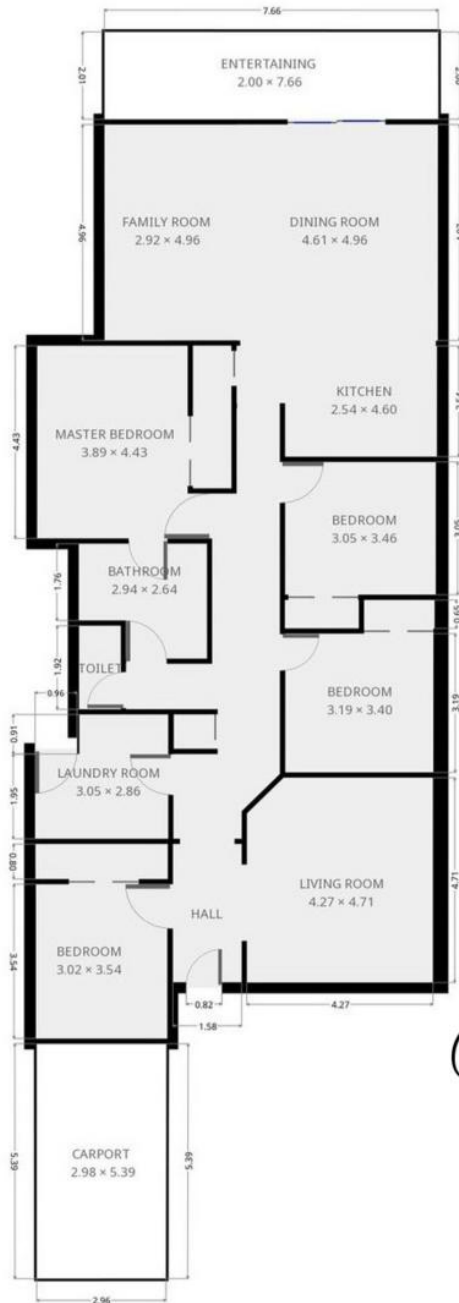 7.66
2.01
ENTERTAINING
2.00 × 7.66
4.96
FAMILY ROOM
2.92 × 4.96
DINING ROOM
4.61 × 4.96
KITCHEN
2.54 × 4.60
4.43
MASTER BEDROOM
3.89 × 4.43
BEDROOM
3.05 × 3.46
3.05
1.76
BATHROOM
2.94 × 2.64
0.65
1.92
TOILET
BEDROOM
3.19 × 3.40
3.19
0.96
0.91
LAUNDRY ROOM
3.05 × 2.86
1.95
0.80
LIVING ROOM
4.27 × 4.71
4.71
HALL
3.54
BEDROOM
3.02 × 3.54
0.82
4.27
1.58
5.39
CARPORT
2.98 × 5.39
5.39
2.96